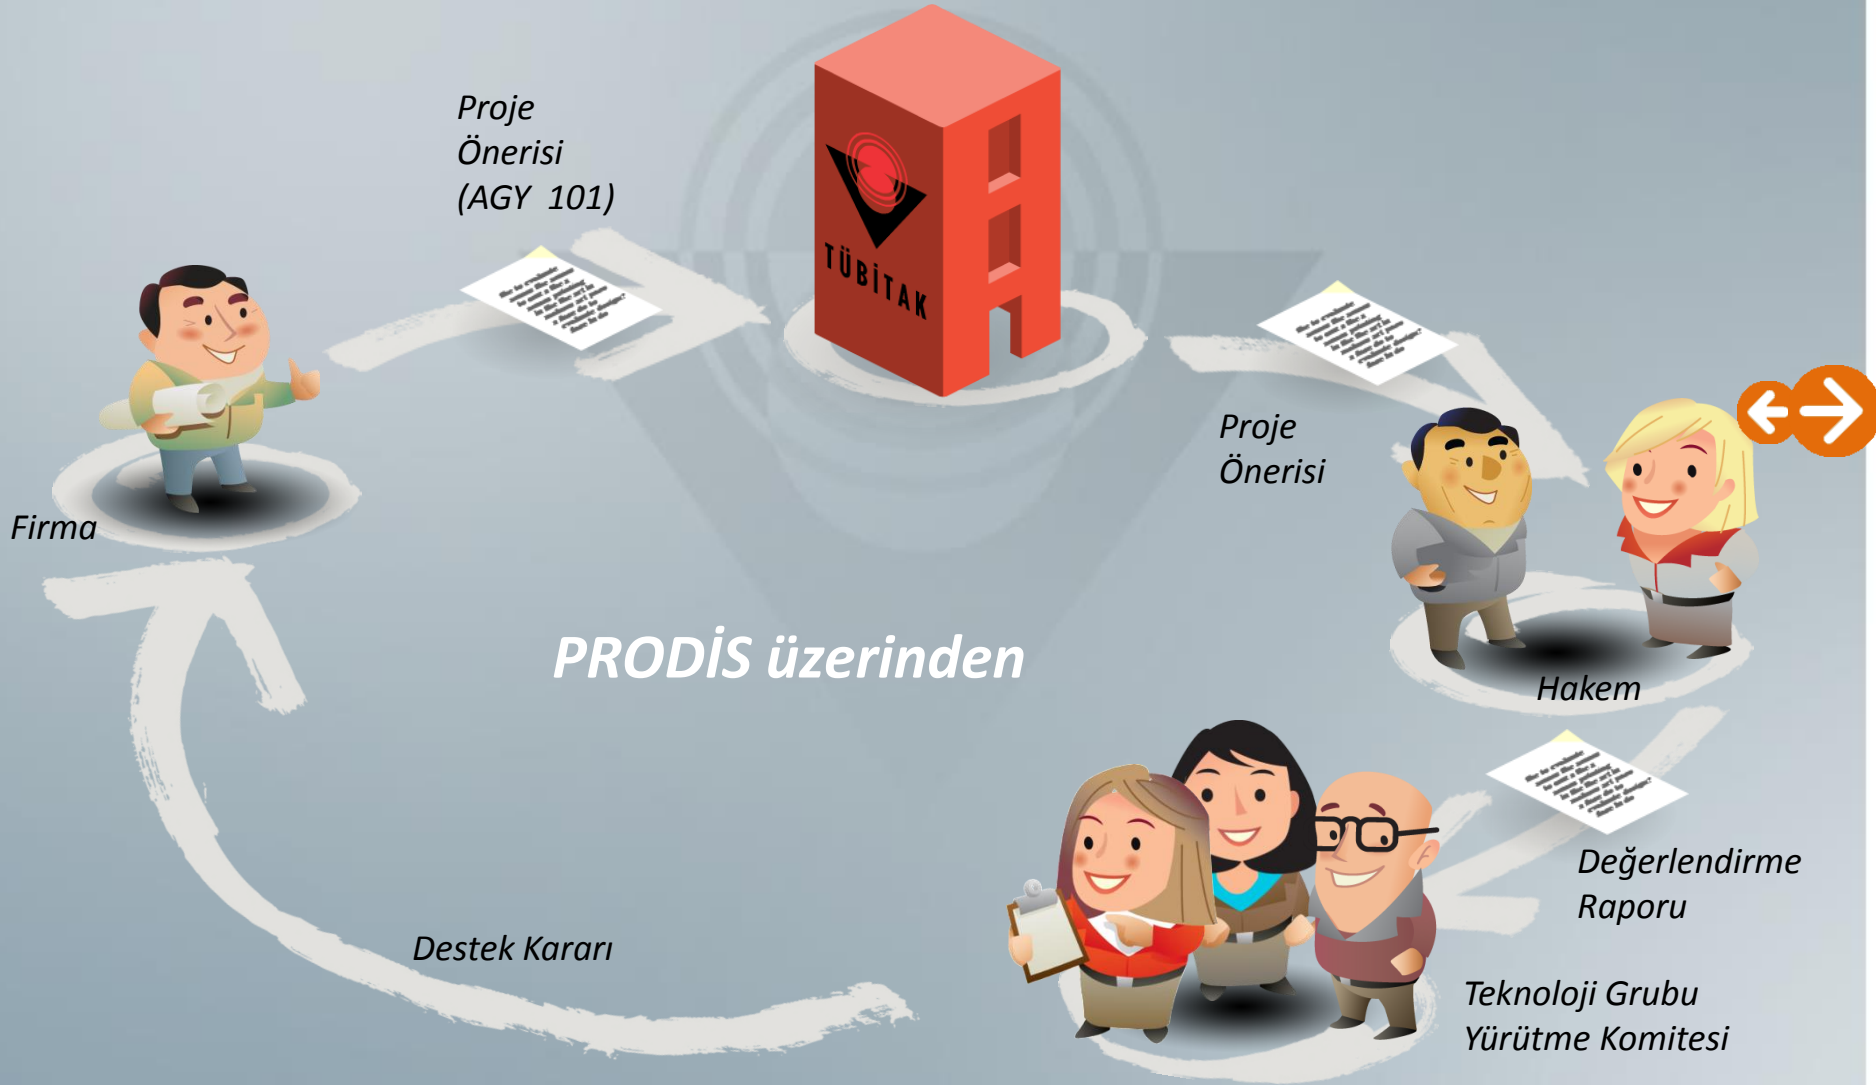 Proje
Önerisi
(AGY 101)
TÜBİTAK
Proje
Önerisi
Firma
PRODİS üzerinden
Hakem
Değerlendirme
Raporu
Destek Kararı
Teknoloji Grubu
Yürütme Komitesi